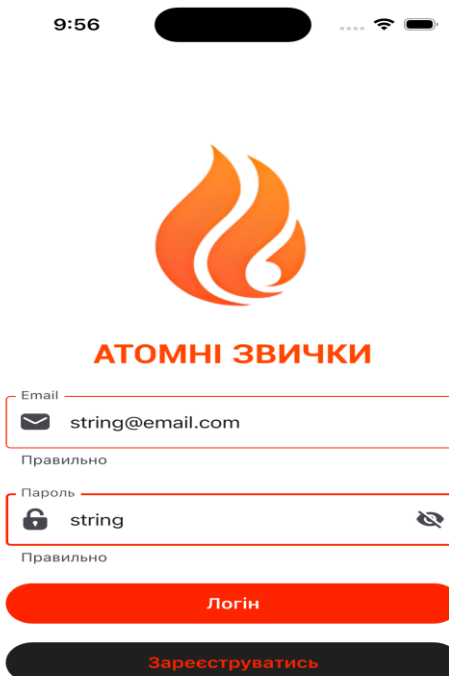 9:56
АТОМНІ ЗВИЧКИ
Email
string@email.com
Правильно
Пароль
string
Правильно
Логін
Зареєструватись